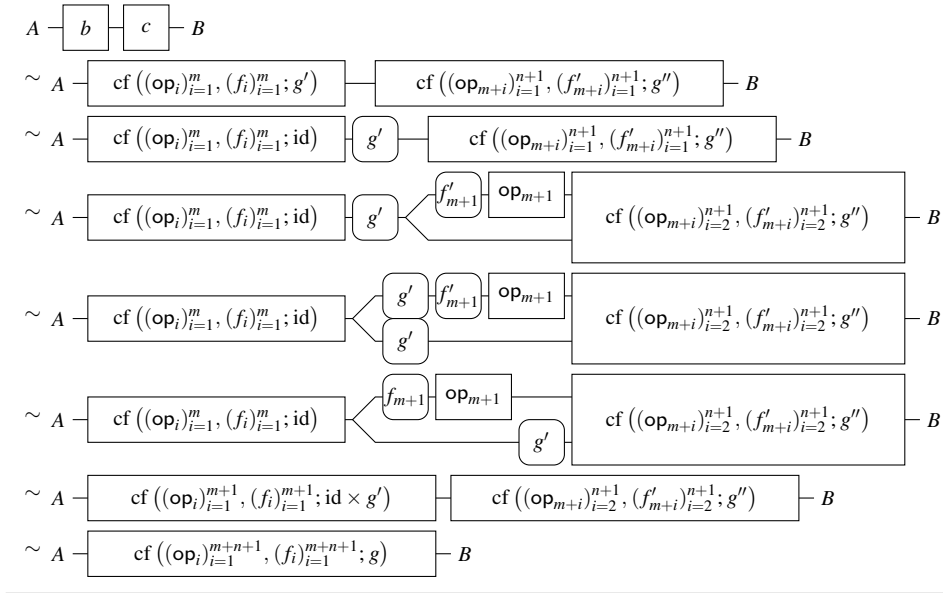 A b c B
∼ A cf ((op_i)_{i=1}^{m}, (f_i)_{i=1}^{m}; g′) cf ((op_{m+i})_{i=1}^{n+1}, (f′_{m+i})_{i=1}^{n+1}; g″) B
∼ A cf ((op_i)_{i=1}^{m}, (f_i)_{i=1}^{m}; id) g′ cf ((op_{m+i})_{i=1}^{n+1}, (f′_{m+i})_{i=1}^{n+1}; g″) B
f′_{m+1} op_{m+1}
∼ A cf ((op_i)_{i=1}^{m}, (f_i)_{i=1}^{m}; id) g′ cf ((op_{m+i})_{i=2}^{n+1}, (f′_{m+i})_{i=2}^{n+1}; g″) B
g′ f′_{m+1} op_{m+1}
∼ A cf ((op_i)_{i=1}^{m}, (f_i)_{i=1}^{m}; id) cf ((op_{m+i})_{i=2}^{n+1}, (f′_{m+i})_{i=2}^{n+1}; g″) B
g′
f_{m+1} op_{m+1}
∼ A cf ((op_i)_{i=1}^{m}, (f_i)_{i=1}^{m}; id) cf ((op_{m+i})_{i=2}^{n+1}, (f′_{m+i})_{i=2}^{n+1}; g″) B
g′
∼ A cf ((op_i)_{i=1}^{m+1}, (f_i)_{i=1}^{m+1}; id × g′) cf ((op_{m+i})_{i=2}^{n+1}, (f′_{m+i})_{i=2}^{n+1}; g″) B
∼ A cf ((op_i)_{i=1}^{m+n+1}, (f_i)_{i=1}^{m+n+1}; g) B